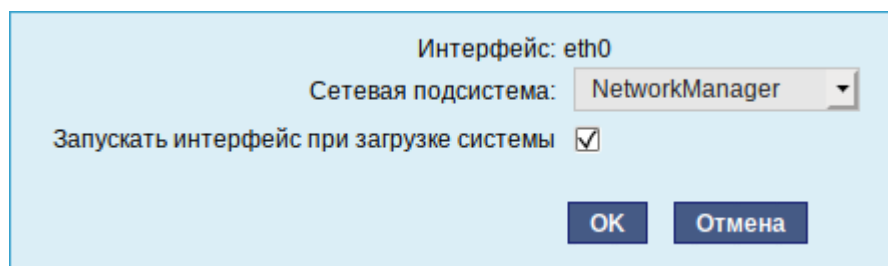 Интерфейс: eth0
Сетевая подсистема: NetworkManager
Запускать интерфейс при загрузке системы
OK Отмена